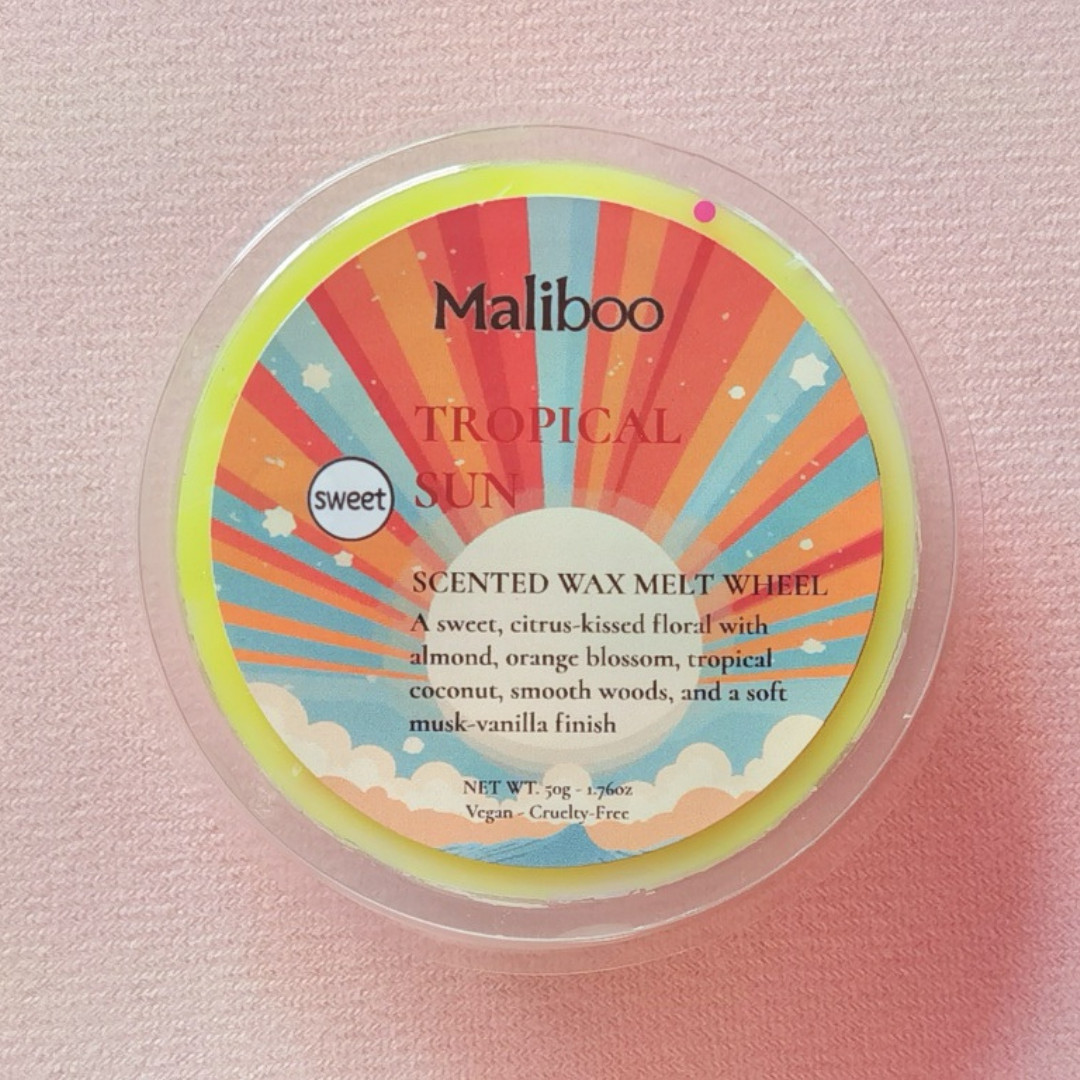 Maliboo
TROPICAL
SUN
sweet
SCENTED WAX MELT WHEEL
A sweet, citrus-kissed floral with
almond, orange blossom, tropical
coconut, smooth woods, and a soft
musk-vanilla finish
NET WT. 50g - 1.76oz
Vegan - Cruelty-Free